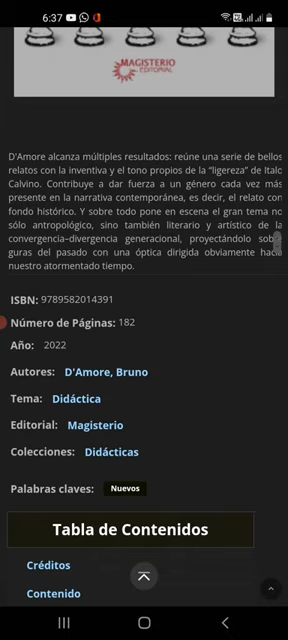 6:37
MAGISTERIO
EDITORIAL
D'Amore alcanza múltiples resultados: reúne una serie de bellos
relatos con la inventiva y el tono propios de la "ligereza" de Italo
Calvino. Contribuye a dar fuerza a un género cada vez más
presente en la narrativa contemporánea, es decir, el relato con
fondo histórico. Y sobre todo pone en escena el gran tema no
sólo antropológico, sino también literario y artístico de la
convergencia–divergencia generacional, proyectándolo sob
guras del pasado con una óptica dirigida obviamente hacia
nuestro atormentado tiempo.
ISBN: 9789582014391
Número de Páginas: 182
Año: 2022
Autores: D'Amore, Bruno
Tema: Didáctica
Editorial: Magisterio
Colecciones: Didácticas
Palabras claves: Nuevos
Tabla de Contenidos
Créditos
Contenido